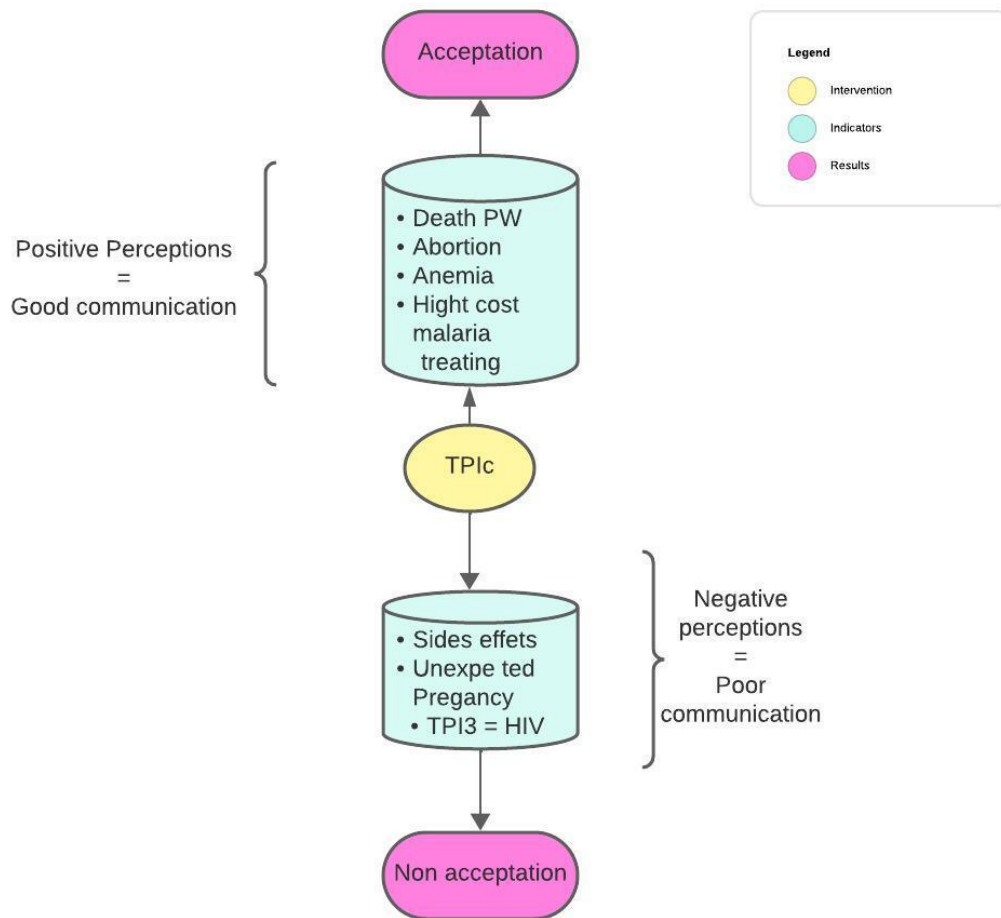 Acceptation
Legend
Intervention
Indicators
Results
• Death PW
• Abortion
• Anemia
• Hight cost
malaria
treating
Positive Perceptions
=
Good communication
TPIc
• Sides effets
• Unexpe ted
Pregancy
• TPI3 = HIV
Negative
perceptions
=
Poor
communication
Non acceptation